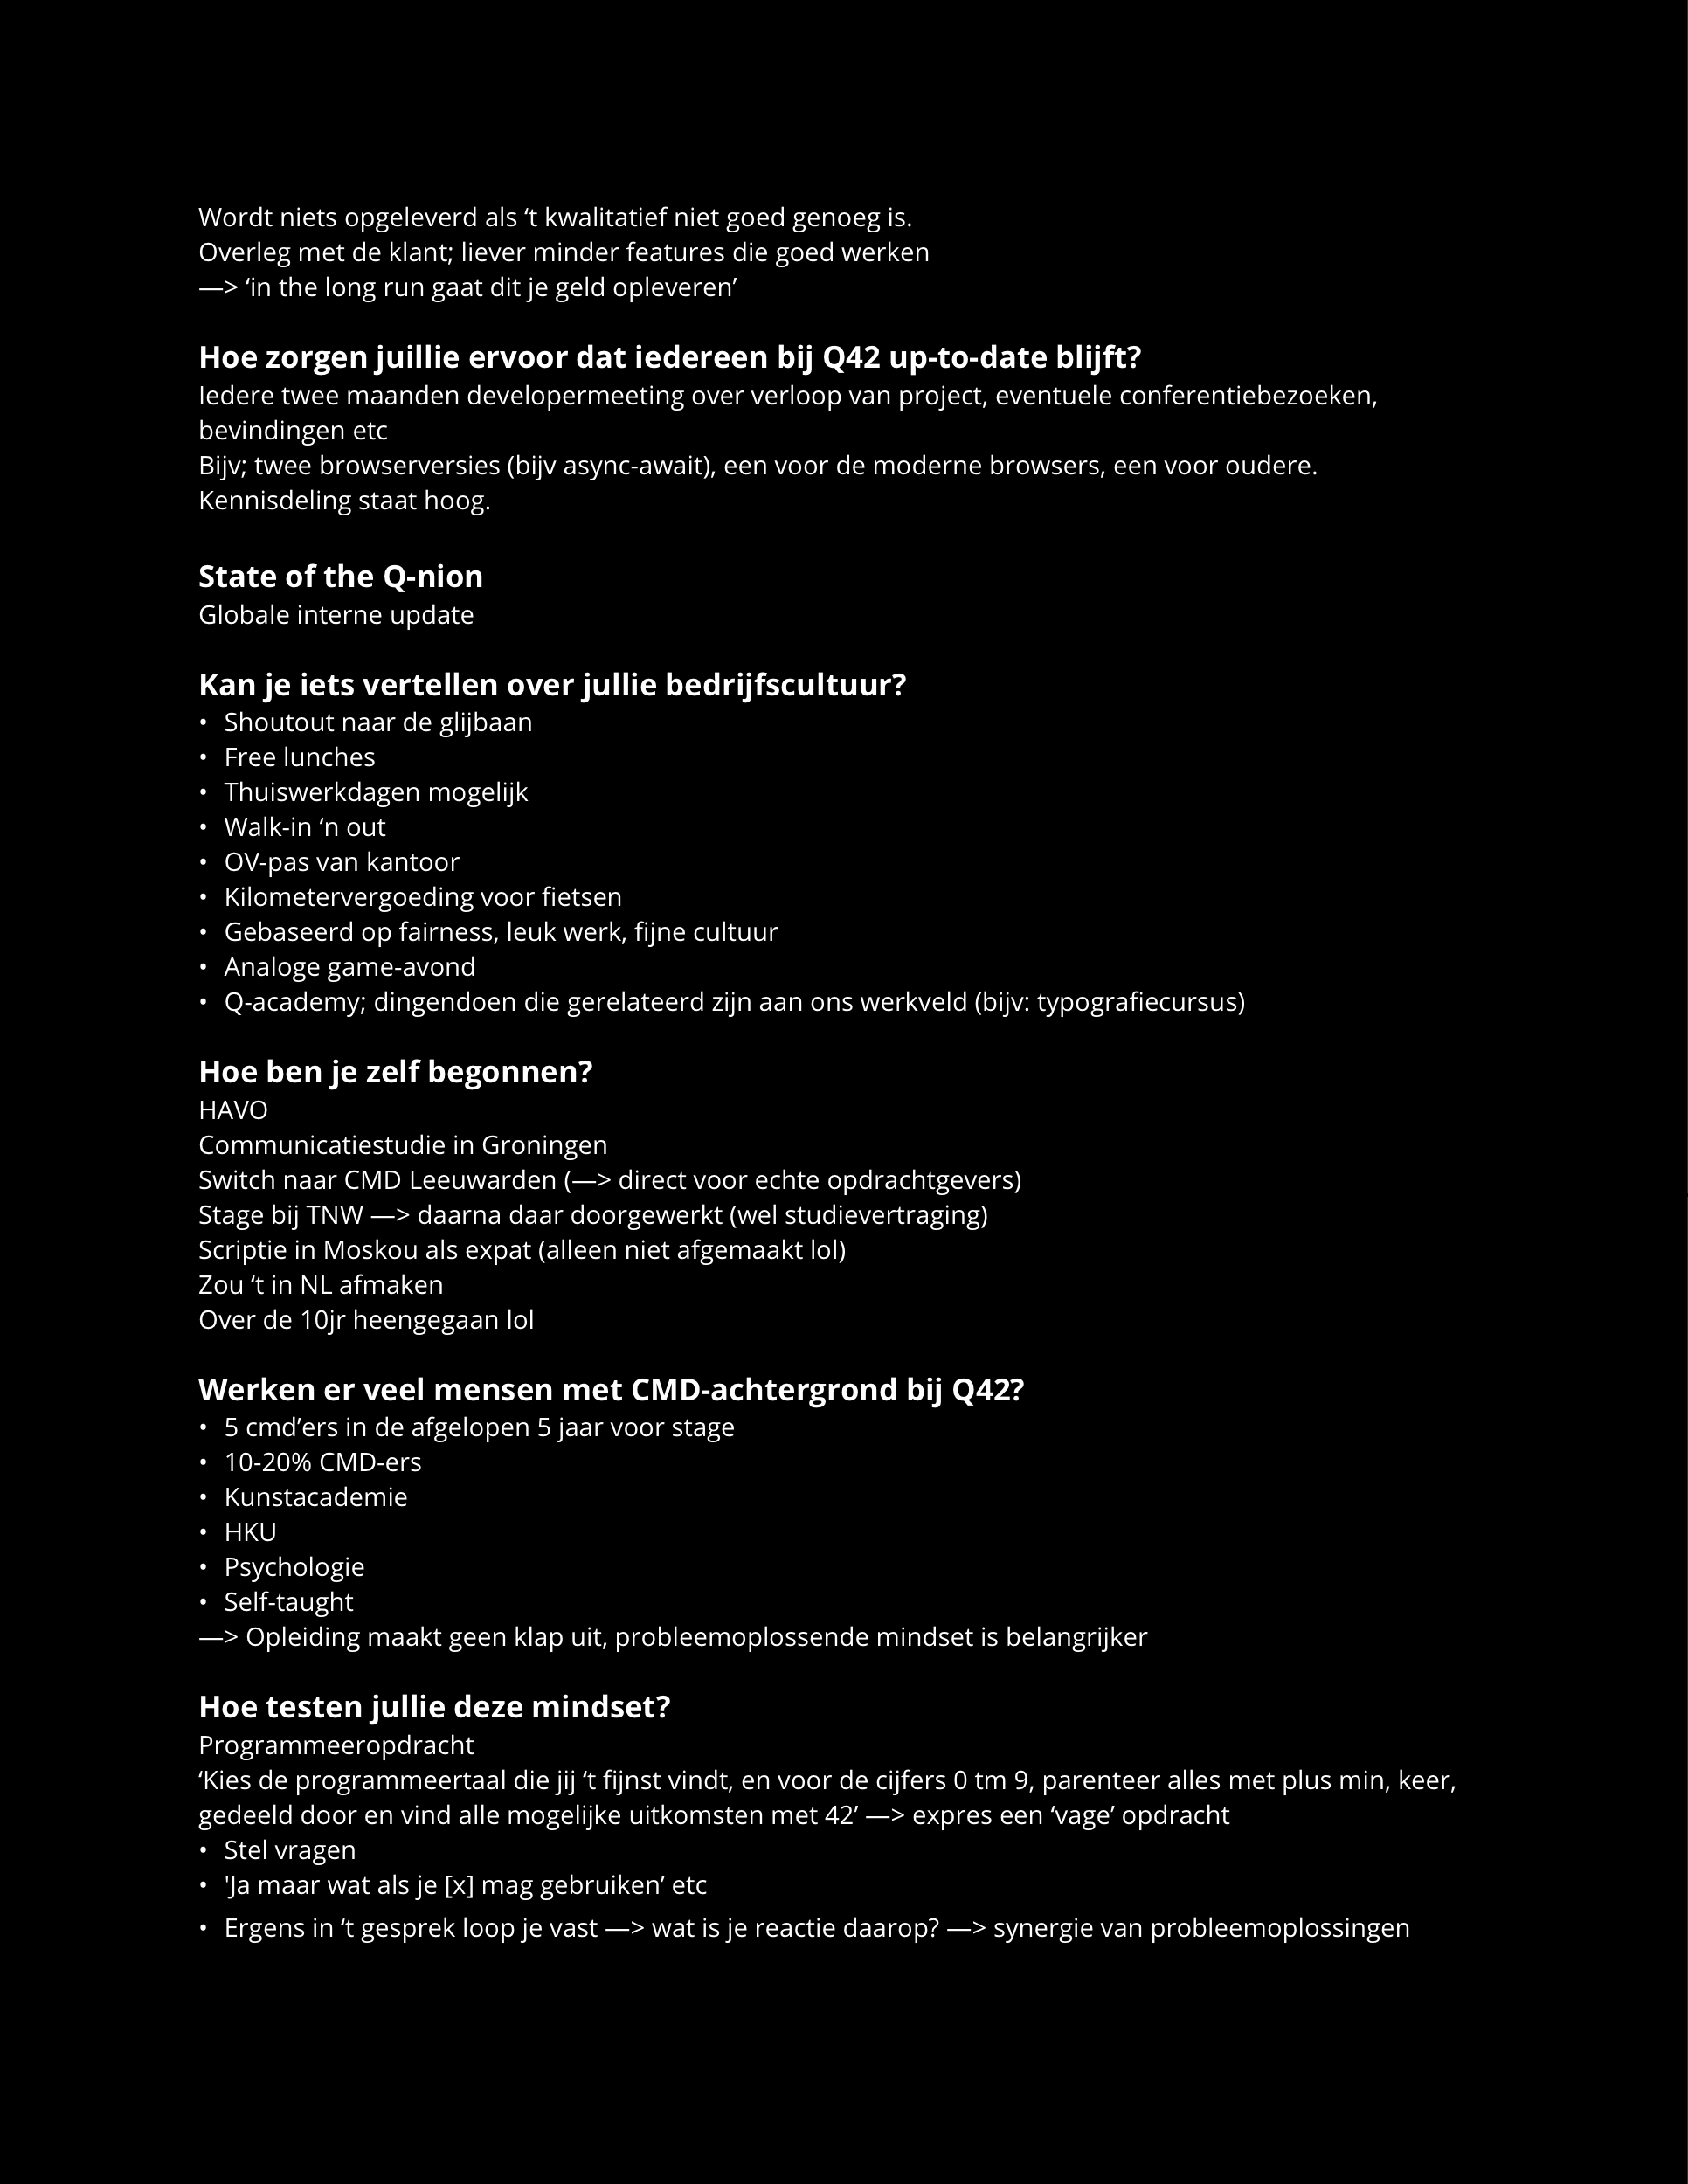 Wordt niets opgeleverd als ‘t kwalitatief niet goed genoeg is.
Overleg met de klant; liever minder features die goed werken
—> ‘in the long run gaat dit je geld opleveren’
Hoe zorgen juillie ervoor dat iedereen bij Q42 up-to-date blijft?
Iedere twee maanden developermeeting over verloop van project, eventuele conferentiebezoeken,
bevindingen etc
Bijv; twee browserversies (bijv async-await), een voor de moderne browsers, een voor oudere.
Kennisdeling staat hoog.
State of the Q-nion
Globale interne update
Kan je iets vertellen over jullie bedrijfscultuur?
• Shoutout naar de glijbaan
• Free lunches
• Thuiswerkdagen mogelijk
• Walk-in ‘n out
• OV-pas van kantoor
• Kilometervergoeding voor fietsen
• Gebaseerd op fairness, leuk werk, fijne cultuur
• Analoge game-avond
• Q-academy; dingendoen die gerelateerd zijn aan ons werkveld (bijv: typografiecursus)
Hoe ben je zelf begonnen?
HAVO
Communicatiestudie in Groningen
Switch naar CMD Leeuwarden (—> direct voor echte opdrachtgevers)
Stage bij TNW —> daarna daar doorgewerkt (wel studievertraging)
Scriptie in Moskou als expat (alleen niet afgemaakt lol)
Zou ‘t in NL afmaken
Over de 10jr heengegaan lol
Werken er veel mensen met CMD-achtergrond bij Q42?
• 5 cmd’ers in de afgelopen 5 jaar voor stage
• 10-20% CMD-ers
• Kunstacademie
• HKU
• Psychologie
• Self-taught
—> Opleiding maakt geen klap uit, probleemoplossende mindset is belangrijker
Hoe testen jullie deze mindset?
Programmeeropdracht
‘Kies de programmeertaal die jij ‘t fijnst vindt, en voor de cijfers 0 tm 9, parenteer alles met plus min, keer,
gedeeld door en vind alle mogelijke uitkomsten met 42’ —> expres een ‘vage’ opdracht
• Stel vragen
• 'Ja maar wat als je [x] mag gebruiken’ etc
• Ergens in ‘t gesprek loop je vast —> wat is je reactie daarop? —> synergie van probleemoplossingen